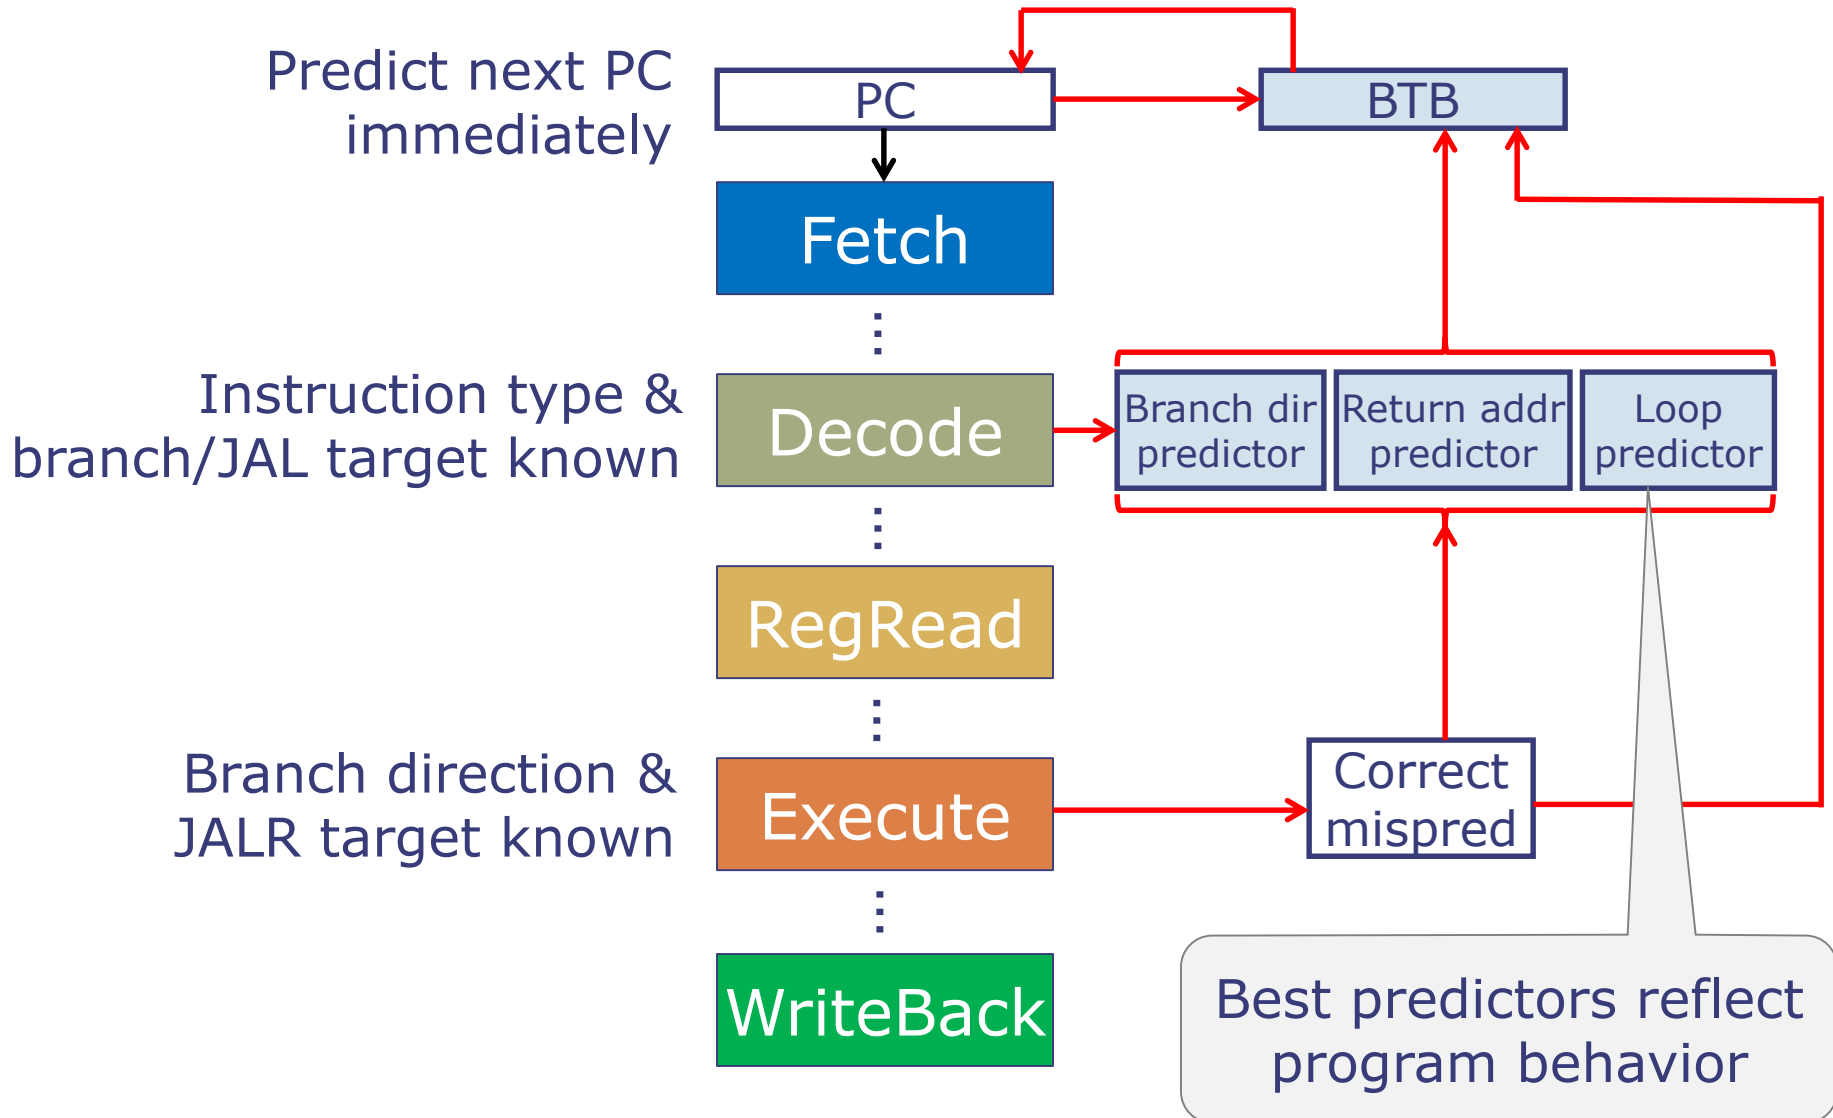 Predict next PC
immediately
PC
BTB
Fetch
Instruction type &
branch/JAL target known
Decode
Branch dir
predictor
Return addr
predictor
Loop
predictor
RegRead
Branch direction &
JALR target known
Execute
Correct
mispred
WriteBack
Best predictors reflect
program behavior